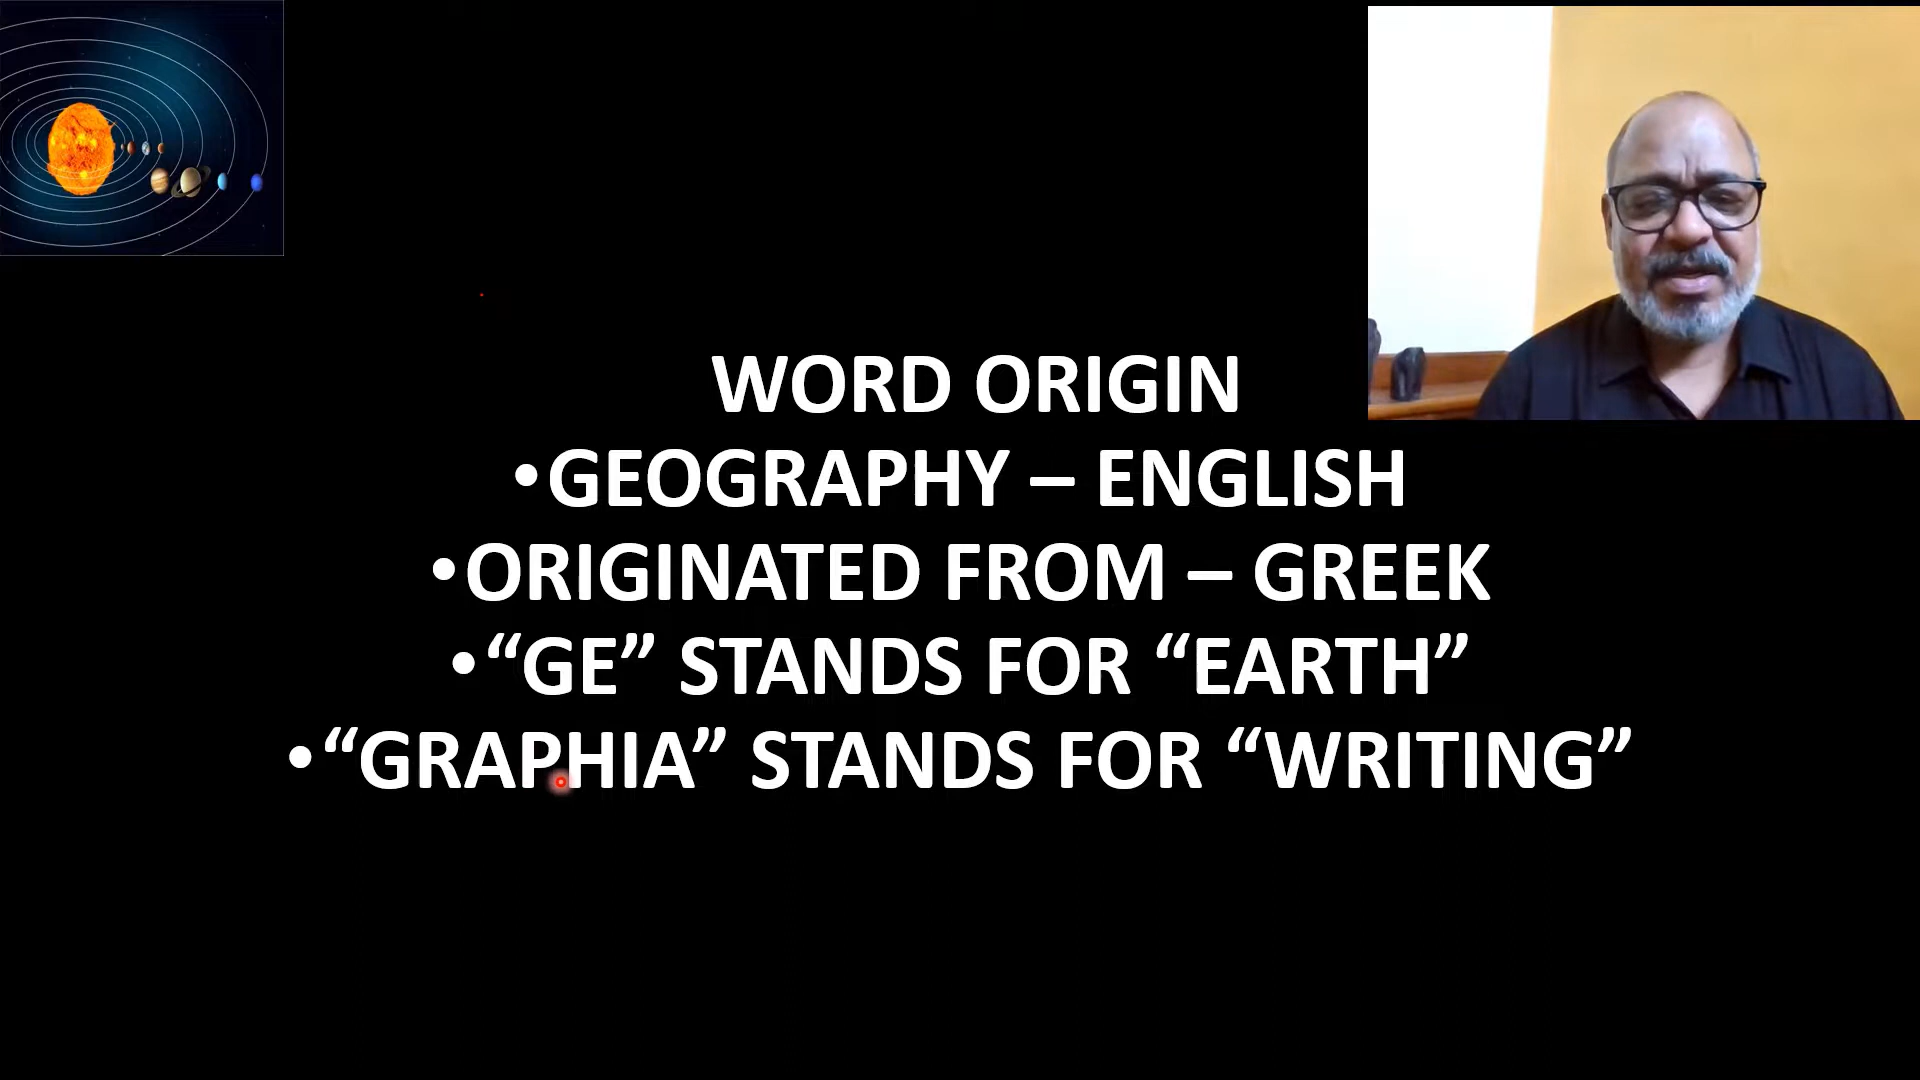 WORD ORIGIN
•GEOGRAPHY – ENGLISH
•ORIGINATED FROM – GREEK
•“GE” STANDS FOR “EARTH”
•“GRAPHIA” STANDS FOR “WRITING”